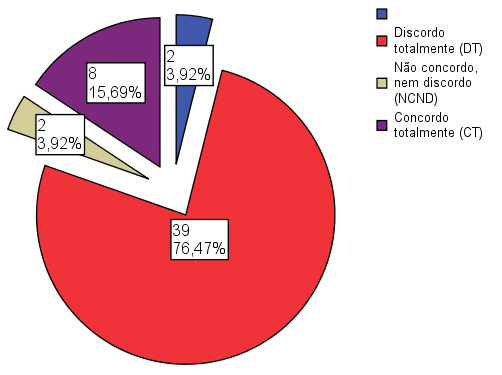 2
3,92%
8
15,69%
2
3,92%
39
76,47%
Discordo
totalmente (DT)
Não concordo,
nem discordo
(NCND)
Concordo
totalmente (CT)